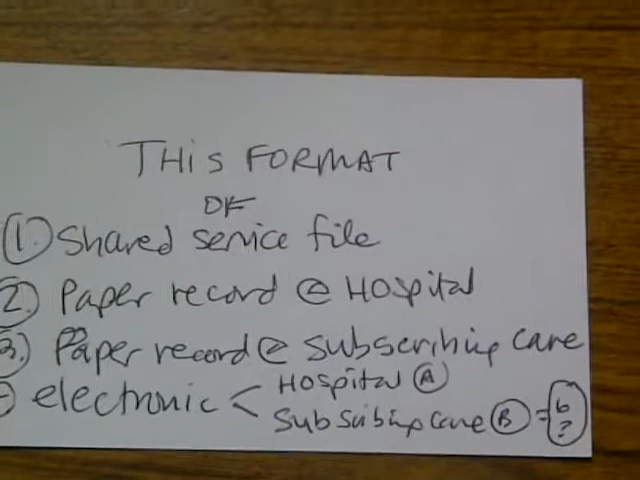 THiS FORMAT
OF
1. Shared service file
2. Paper record @ Hospital
3. Paper record @ subscribing care
electronic < Hospital A
Subscribing care B = 6 ?